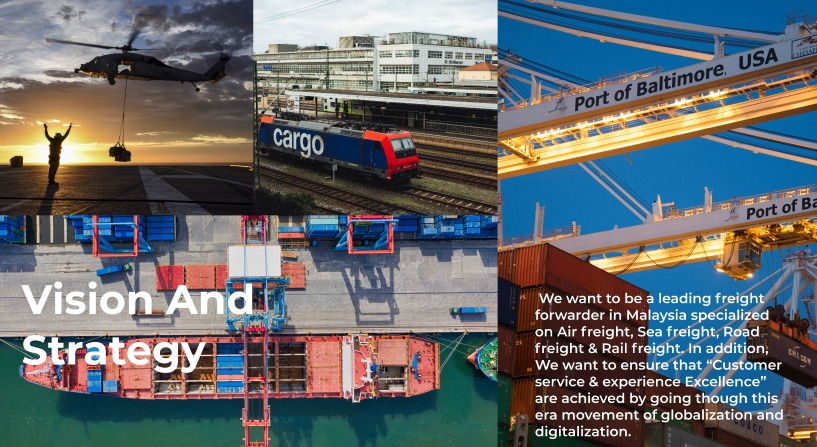 cargo
Port of Baltimore, USA
Port of Ba
Vision And
Strategy
We want to be a leading freight
forwarder in Malaysia specialized
on Air freight, Sea freight, Road
freight & Rail freight. In addition,
We want to ensure that “Customer
service & experience Excellence”
are achieved by going though this
era movement of globalization and
digitalization.